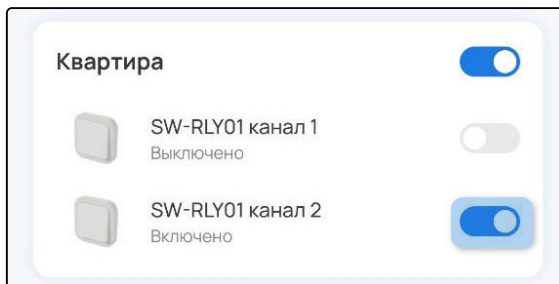 Квартира
SW-RLY01 канал 1
Выключено
SW-RLY01 канал 2
Включено